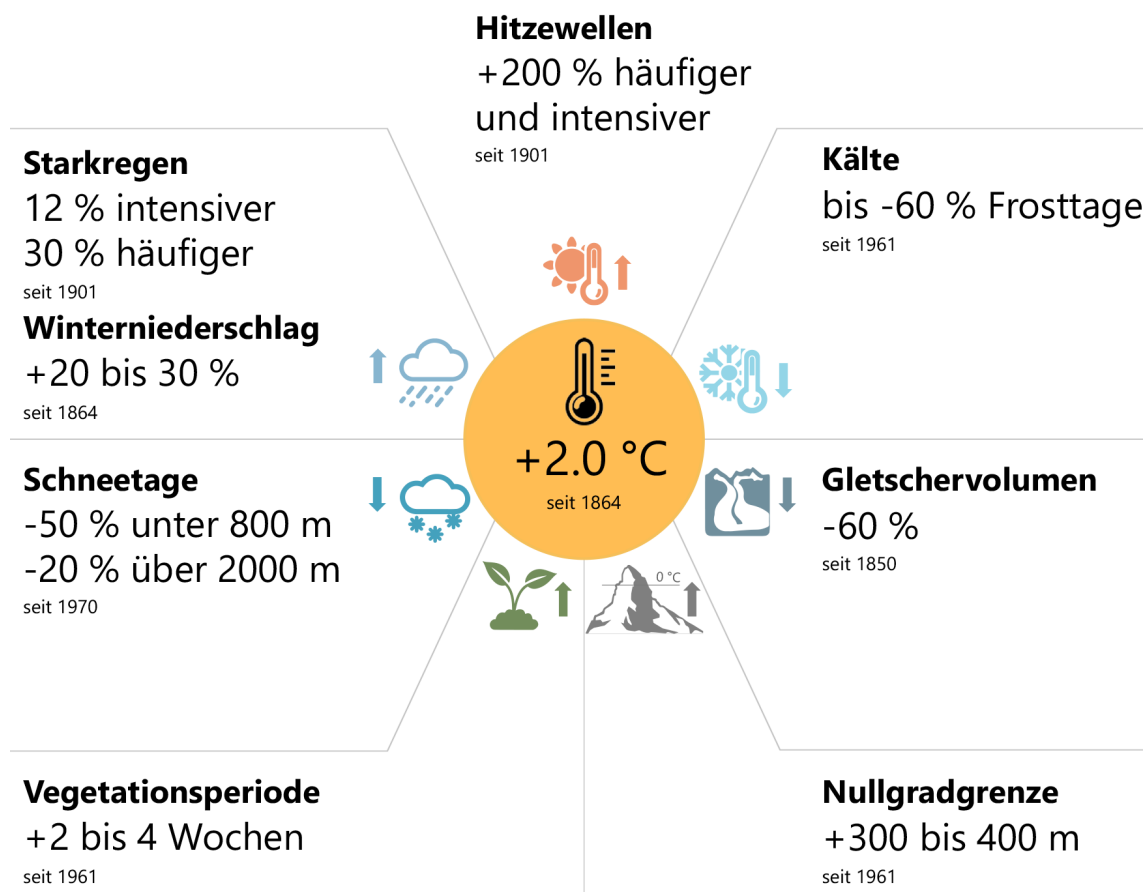 Hitzewellen
+200 % häufiger
und intensiver
seit 1901
Starkregen
12 % intensiver
30 % häufiger
seit 1901
Winterniederschlag
+20 bis 30 %
seit 1864
Kälte
bis -60 % Frosttage
seit 1961
+2.0 °C
seit 1864
Schneetage
-50 % unter 800 m
-20 % über 2000 m
seit 1970
Gletschervolumen
-60 %
seit 1850
0 °C
Vegetationsperiode
+2 bis 4 Wochen
seit 1961
Nullgradgrenze
+300 bis 400 m
seit 1961